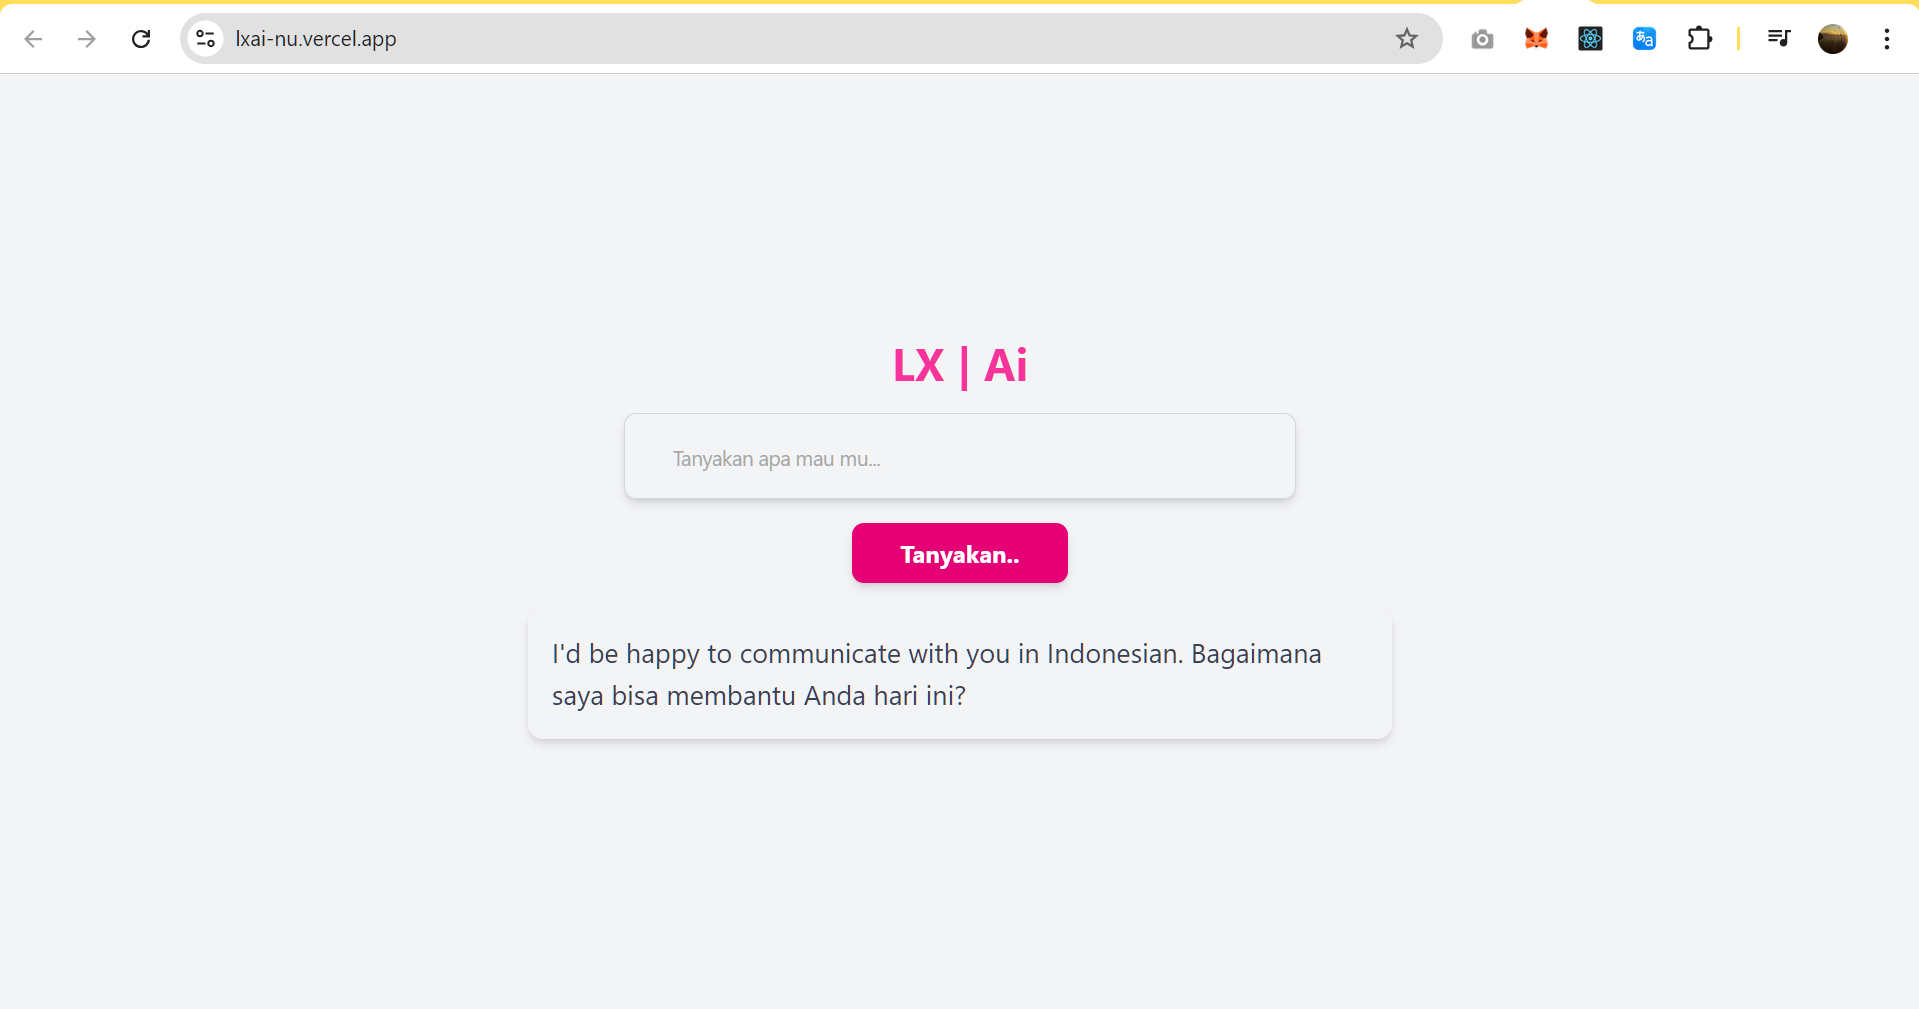 lxai-nu.vercel.app
LX | Ai
Tanyakan apa mau mu...
Tanyakan..
I'd be happy to communicate with you in Indonesian. Bagaimana
saya bisa membantu Anda hari ini?